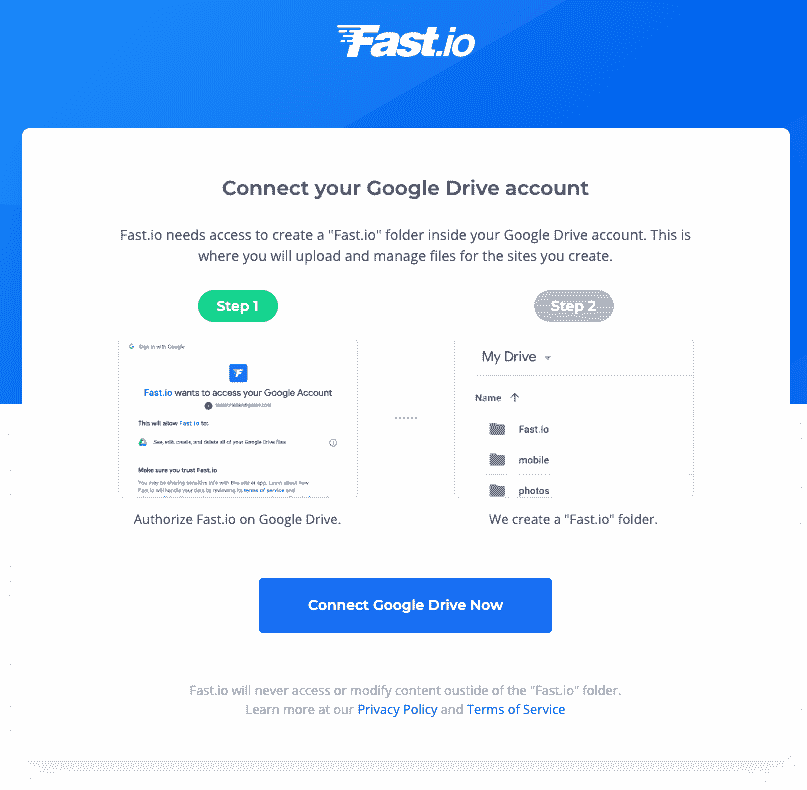 Fast.io
Connect your Google Drive account
Fast.io needs access to create a "Fast.io" folder inside your Google Drive account. This is
where you will upload and manage files for the sites you create.
Step 1
Sign in with Google
Fast.io wants to access your Google Account
This will allow Fast.io to:
See, edit, create, and delete all of your Google Drive files
Make sure you trust Fast.io
You may be sharing sensitive info with this site or app. Learn about how
Fast.io will handle your data by reviewing its terms of service and
Authorize Fast.io on Google Drive.
Step 2
My Drive
Name
Fast.io
mobile
photos
We create a "Fast.io" folder.
Connect Google Drive Now
Fast.io will never access or modify content oustide of the "Fast.io" folder.
Learn more at our Privacy Policy and Terms of Service